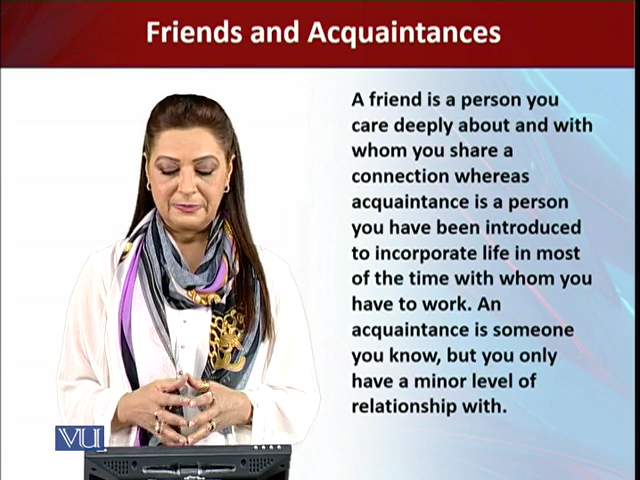 Friends and Acquaintances
A friend is a person you
care deeply about and with
whom you share a
connection whereas
acquaintance is a person
you have been introduced
to incorporate life in most
of the time with whom you
have to work. An
acquaintance is someone
you know, but you only
have a minor level of
relationship with.
VU